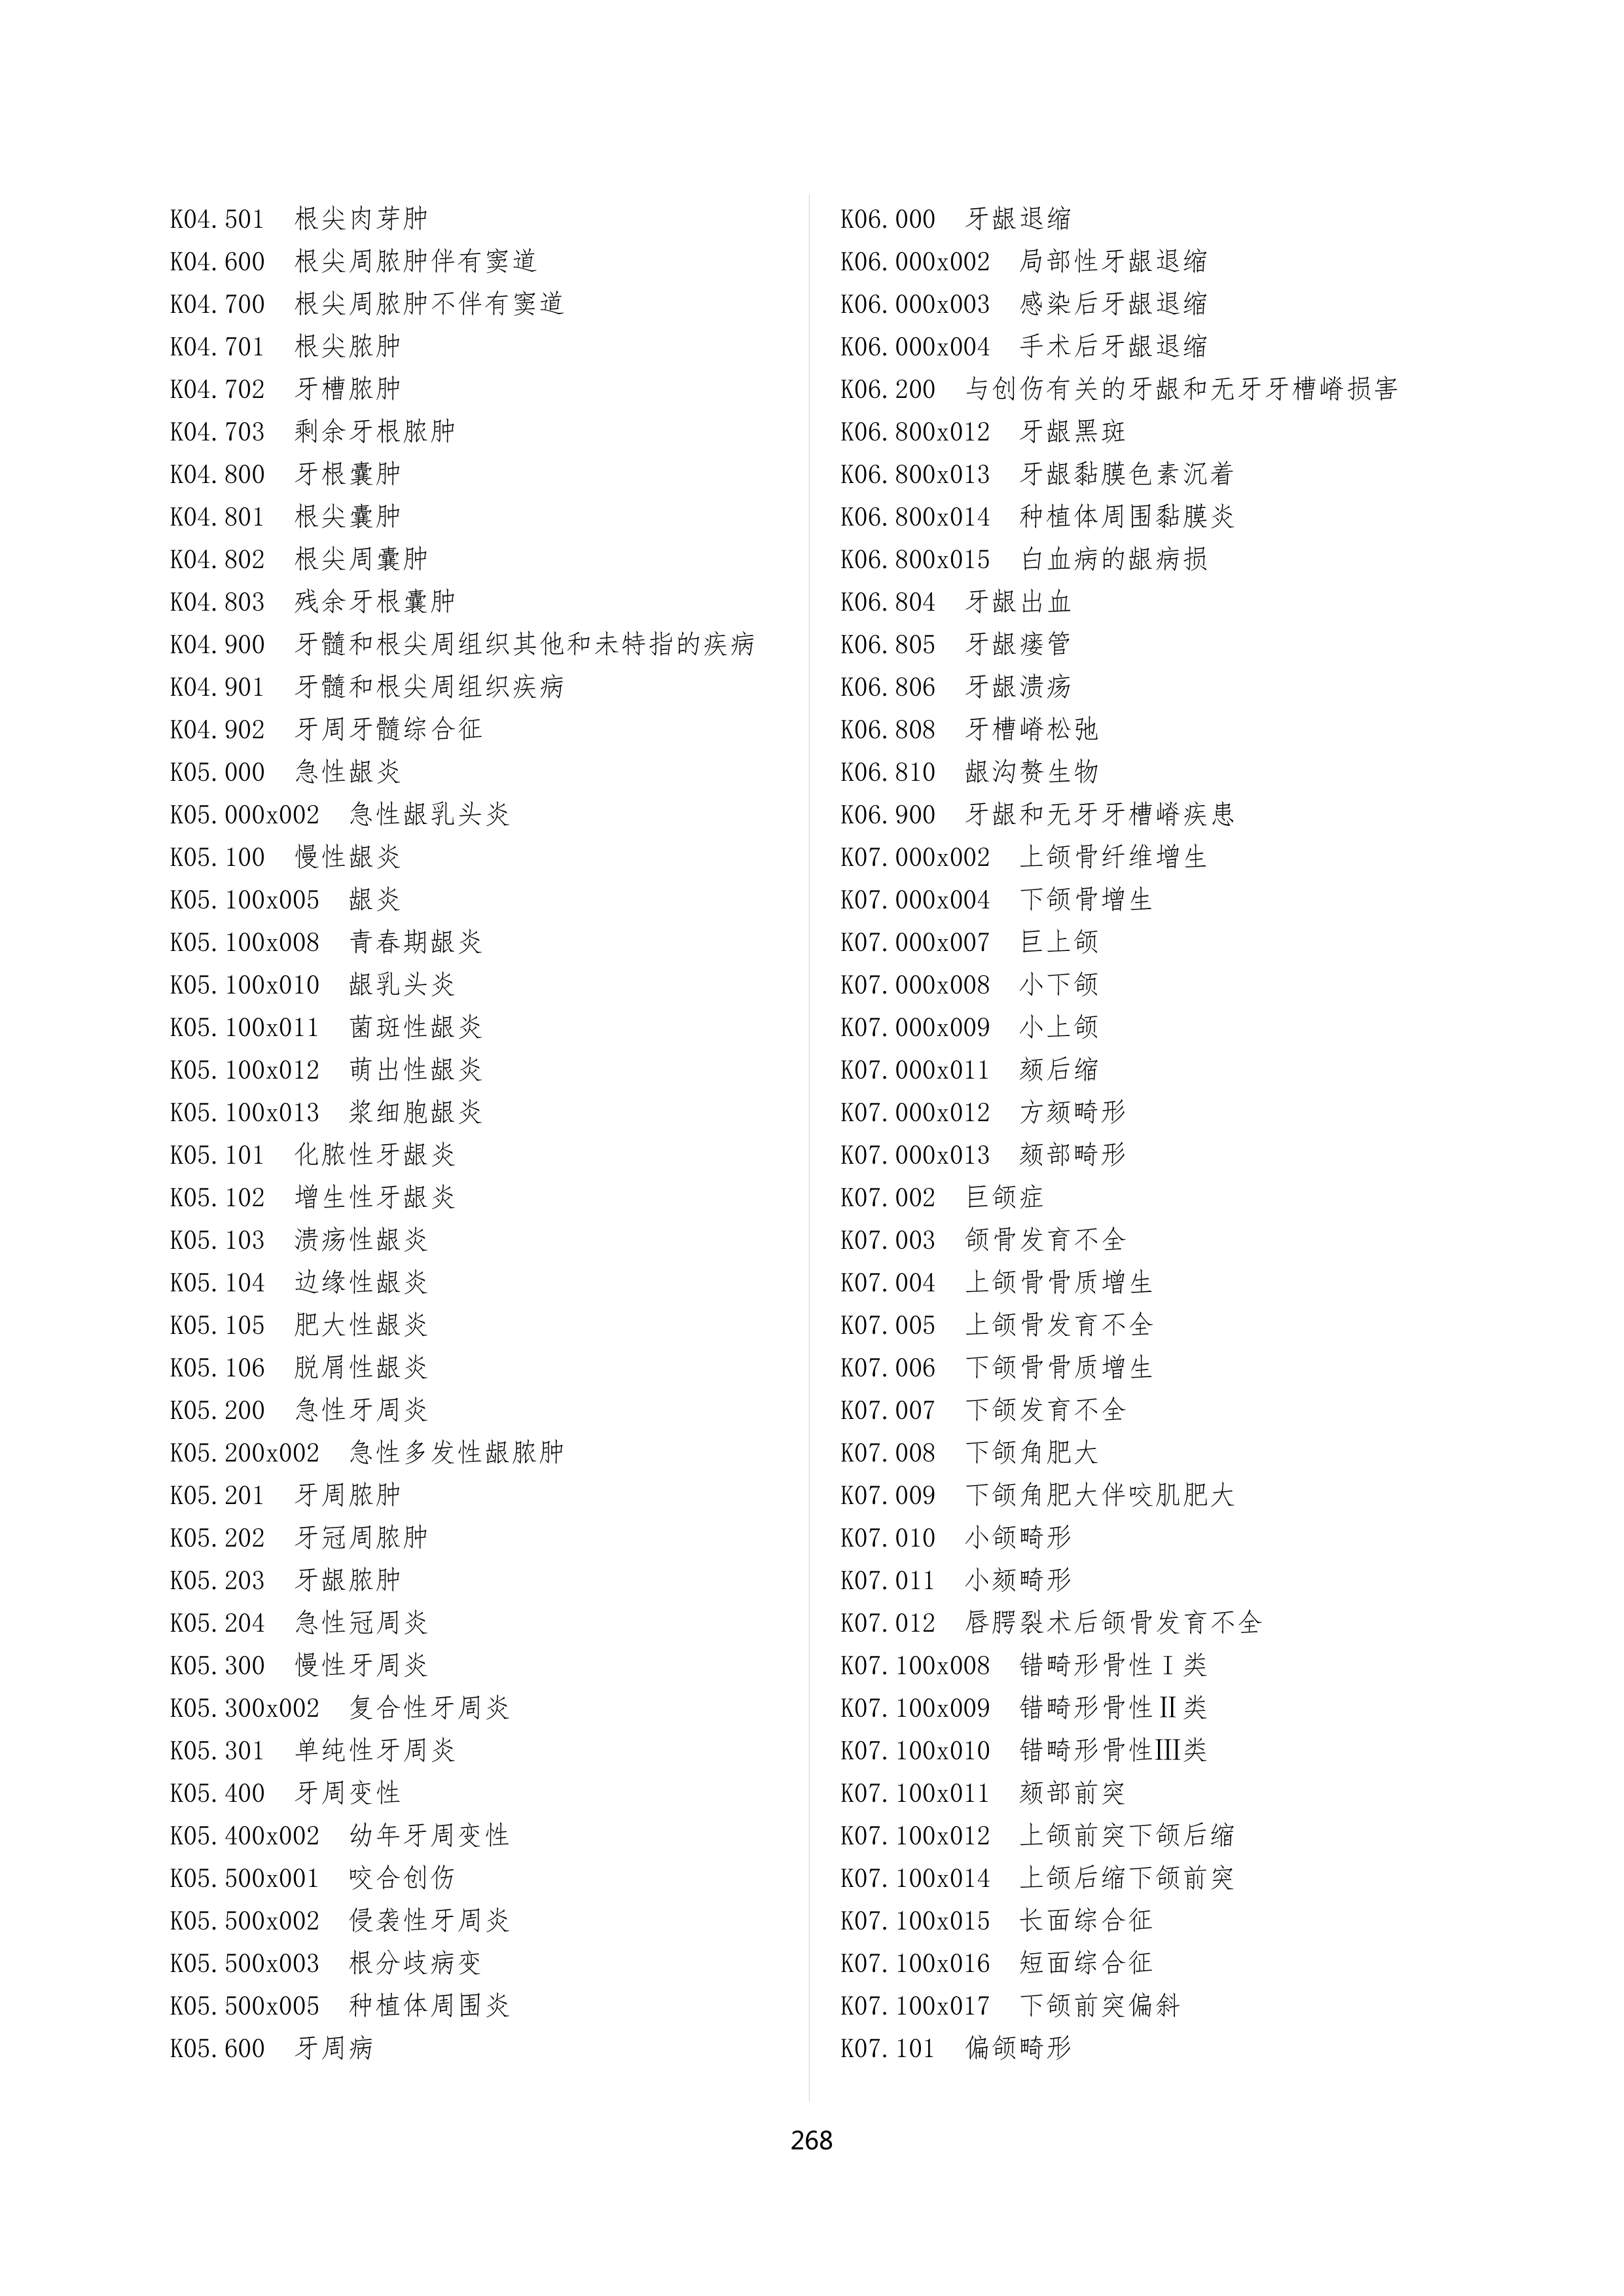 K04.501 根尖肉芽肿
K04.600 根尖周脓肿伴有窦道
K04.700 根尖周脓肿不伴有窦道
K04.701 根尖脓肿
K04.702 牙槽脓肿
K04.703 剩余牙根脓肿
K04.800 牙根囊肿
K04.801 根尖囊肿
K04.802 根尖周囊肿
K04.803 残余牙根囊肿
K04.900 牙髓和根尖周组织其他和未特指的疾病
K04.901 牙髓和根尖周组织疾病
K04.902 牙周牙髓综合征
K05.000 急性龈炎
K05.000x002 急性龈乳头炎
K05.100 慢性龈炎
K05.100x005 龈炎
K05.100x008 青春期龈炎
K05.100x010 龈乳头炎
K05.100x011 菌斑性龈炎
K05.100x012 萌出性龈炎
K05.100x013 浆细胞龈炎
K05.101 化脓性牙龈炎
K05.102 增生性牙龈炎
K05.103 溃疡性龈炎
K05.104 边缘性龈炎
K05.105 肥大性龈炎
K05.106 脱屑性龈炎
K05.200 急性牙周炎
K05.200x002 急性多发性龈脓肿
K05.201 牙周脓肿
K05.202 牙冠周脓肿
K05.203 牙龈脓肿
K05.204 急性冠周炎
K05.300 慢性牙周炎
K05.300x002 复合性牙周炎
K05.301 单纯性牙周炎
K05.400 牙周变性
K05.400x002 幼年牙周变性
K05.500x001 咬合创伤
K05.500x002 侵袭性牙周炎
K05.500x003 根分歧病变
K05.500x005 种植体周围炎
K05.600 牙周病
K06.000 牙龈退缩
K06.000x002 局部性牙龈退缩
K06.000x003 感染后牙龈退缩
K06.000x004 手术后牙龈退缩
K06.200 与创伤有关的牙龈和无牙牙槽嵴损害
K06.800x012 牙龈黑斑
K06.800x013 牙龈黏膜色素沉着
K06.800x014 种植体周围黏膜炎
K06.800x015 白血病的龈病损
K06.804 牙龈出血
K06.805 牙龈瘘管
K06.806 牙龈溃疡
K06.808 牙槽嵴松弛
K06.810 龈沟赘生物
K06.900 牙龈和无牙牙槽嵴疾患
K07.000x002 上颌骨纤维增生
K07.000x004 下颌骨增生
K07.000x007 巨上颌
K07.000x008 小下颌
K07.000x009 小上颌
K07.000x011 颏后缩
K07.000x012 方颏畸形
K07.000x013 颏部畸形
K07.002 巨颌症
K07.003 颌骨发育不全
K07.004 上颌骨骨质增生
K07.005 上颌骨发育不全
K07.006 下颌骨骨质增生
K07.007 下颌发育不全
K07.008 下颌角肥大
K07.009 下颌角肥大伴咬肌肥大
K07.010 小颌畸形
K07.011 小颏畸形
K07.012 唇腭裂术后颌骨发育不全
K07.100x008 错畸形骨性Ⅰ类
K07.100x009 错畸形骨性Ⅱ类
K07.100x010 错畸形骨性Ⅲ类
K07.100x011 颏部前突
K07.100x012 上颌前突下颌后缩
K07.100x014 上颌后缩下颌前突
K07.100x015 长面综合征
K07.100x016 短面综合征
K07.100x017 下颌前突偏斜
K07.101 偏颌畸形
268